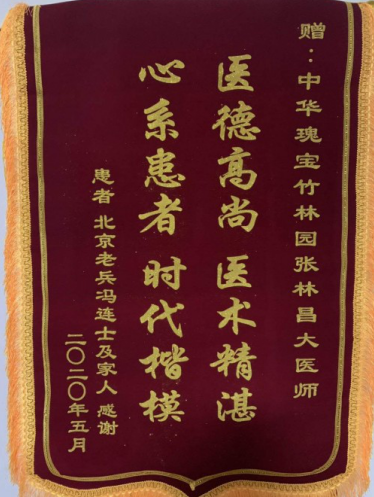 赠：中华瑰宝竹林园张林昌大医师
医德高尚 医术精湛
心系患者 时代楷模
患者 北京老兵冯连士及家人 感谢
二〇二〇年五月